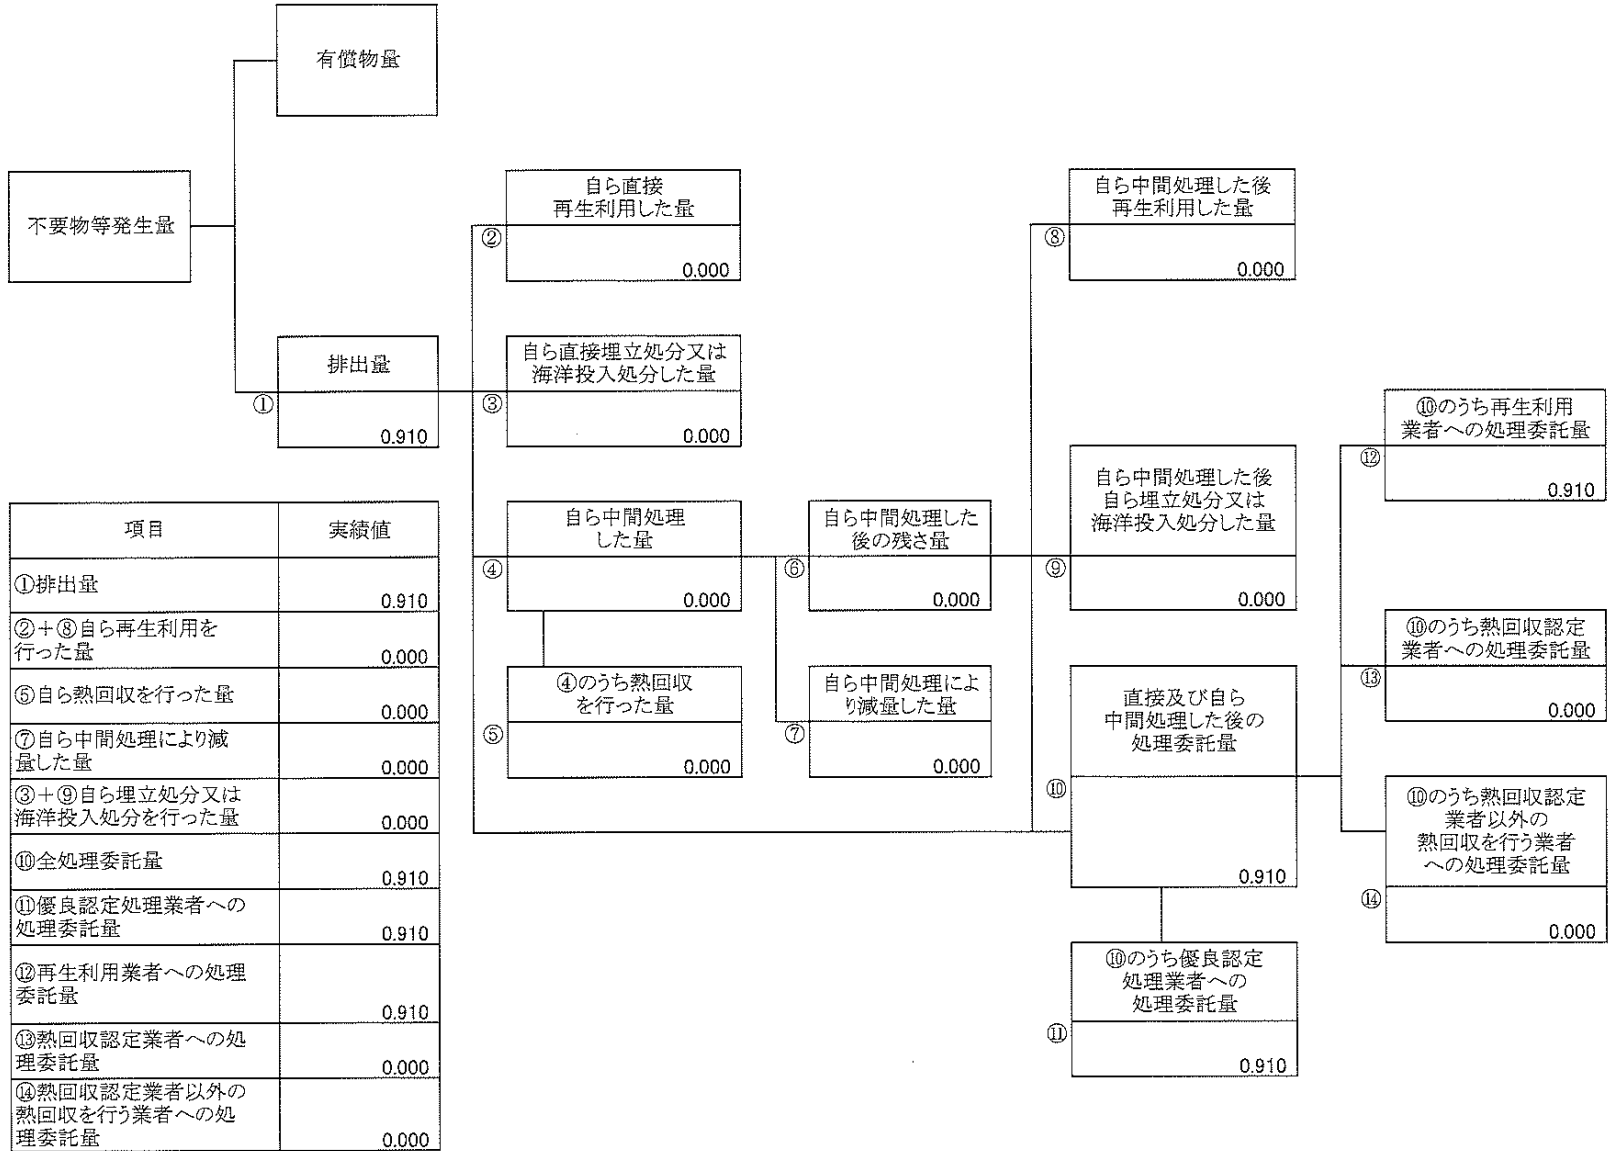 有償物量
不要物等発生量
自ら直接
再生利用した量
②
0.000
自ら中間処理した後
再生利用した量
⑧
0.000
排出量
①
0.910
自ら直接埋立処分又は
海洋投入処分した量
③
0.000
⑩のうち再生利用
業者への処理委託量
⑫
0.910
自ら中間処理
した量
④
0.000
自ら中間処理した
後の残さ量
⑥
0.000
自ら中間処理した後
自ら埋立処分又は
海洋投入処分した量
⑨
0.000
⑩のうち熱回収認定
業者への処理委託量
⑬
0.000
④のうち熱回収
を行った量
⑤
0.000
自ら中間処理によ
り減量した量
⑦
0.000
直接及び自ら
中間処理した後の
処理委託量
⑩
0.910
⑩のうち熱回収認定
業者以外の
熱回収を行う業者
への処理委託量
⑭
0.000
⑩のうち優良認定
処理業者への
処理委託量
⑪
0.910
項目 実績値
①排出量
0.910
②+⑧自ら再生利用を
行った量
0.000
⑤自ら熱回収を行った量
0.000
⑦自ら中間処理により減
量した量
0.000
③+⑨自ら埋立処分又は
海洋投入処分を行った量
0.000
⑩全処理委託量
0.910
⑪優良認定処理業者への
処理委託量
0.910
⑫再生利用業者への処理
委託量
0.910
⑬熱回収認定業者への処
理委託量
0.000
⑭熱回収認定業者以外の
熱回収を行う業者への処
理委託量
0.000